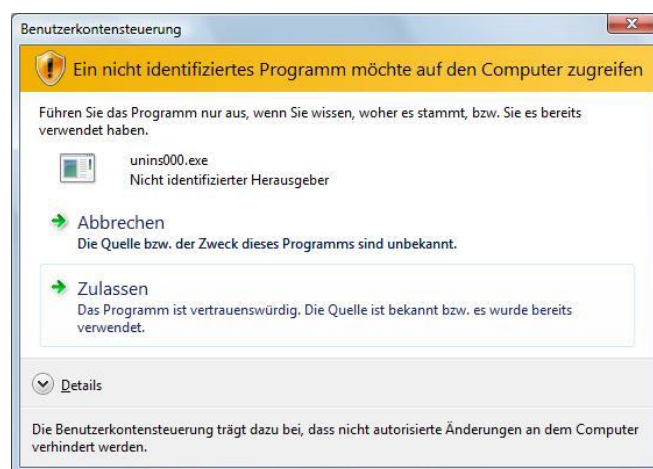 Benutzerkontensteuerung
Ein nicht identifiziertes Programm möchte auf den Computer zugreifen
Führen Sie das Programm nur aus, wenn Sie wissen, woher es stammt, bzw. Sie es bereits
verwendet haben.
unins000.exe
Nicht identifizierter Herausgeber
Abbrechen
Die Quelle bzw. der Zweck dieses Programms sind unbekannt.
Zulassen
Das Programm ist vertrauenswürdig. Die Quelle ist bekannt bzw. es wurde bereits
verwendet.
Details
Die Benutzerkontensteuerung trägt dazu bei, dass nicht autorisierte Änderungen an dem Computer
verhindert werden.